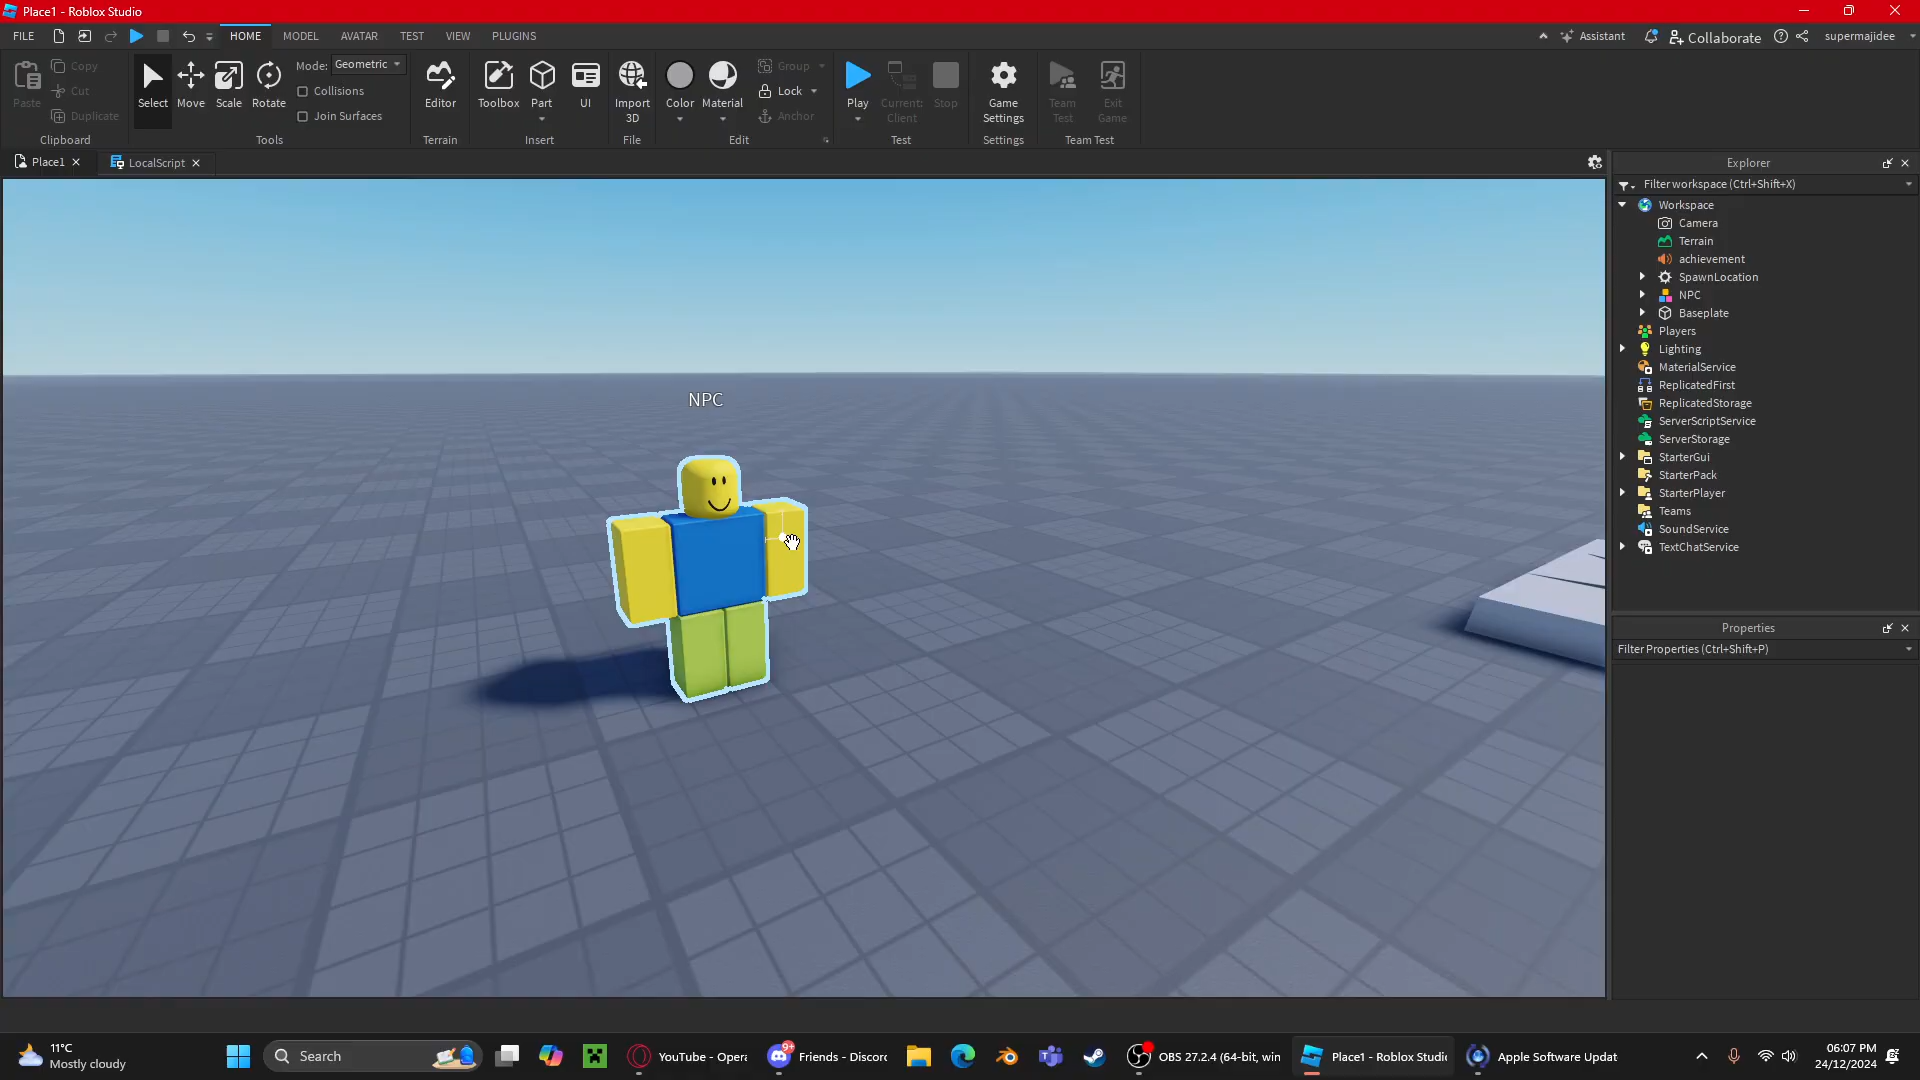 Place1 - Roblox Studio
FILE HOME MODEL AVATAR TEST VIEW PLUGINS Assistant Collaborate supermajidee
Paste Copy Cut Duplicate Clipboard
Select Move Scale Rotate Mode: Geometric Collisions Join Surfaces Tools
Editor Terrain
Toolbox Part UI Insert
Import 3D File
Color Material Group Lock Anchor Edit
Play Current: Client Stop Test
Game Settings Settings
Team Test Exit Game Team Test
Place1 LocalScript
NPC
Explorer
Filter workspace (Ctrl+Shift+X)
Workspace
Camera
Terrain
achievement
SpawnLocation
NPC
Baseplate
Players
Lighting
MaterialService
ReplicatedFirst
ReplicatedStorage
ServerScriptService
ServerStorage
StarterGui
StarterPack
StarterPlayer
Teams
SoundService
TextChatService
Properties
Filter Properties (Ctrl+Shift+P)
11°C
Mostly cloudy
Search
YouTube - Opera
9+
Friends - Discord
OBS 27.2.4 (64-bit, win
Place1 - Roblox Studio
Apple Software Updat
06:07 PM
24/12/2024